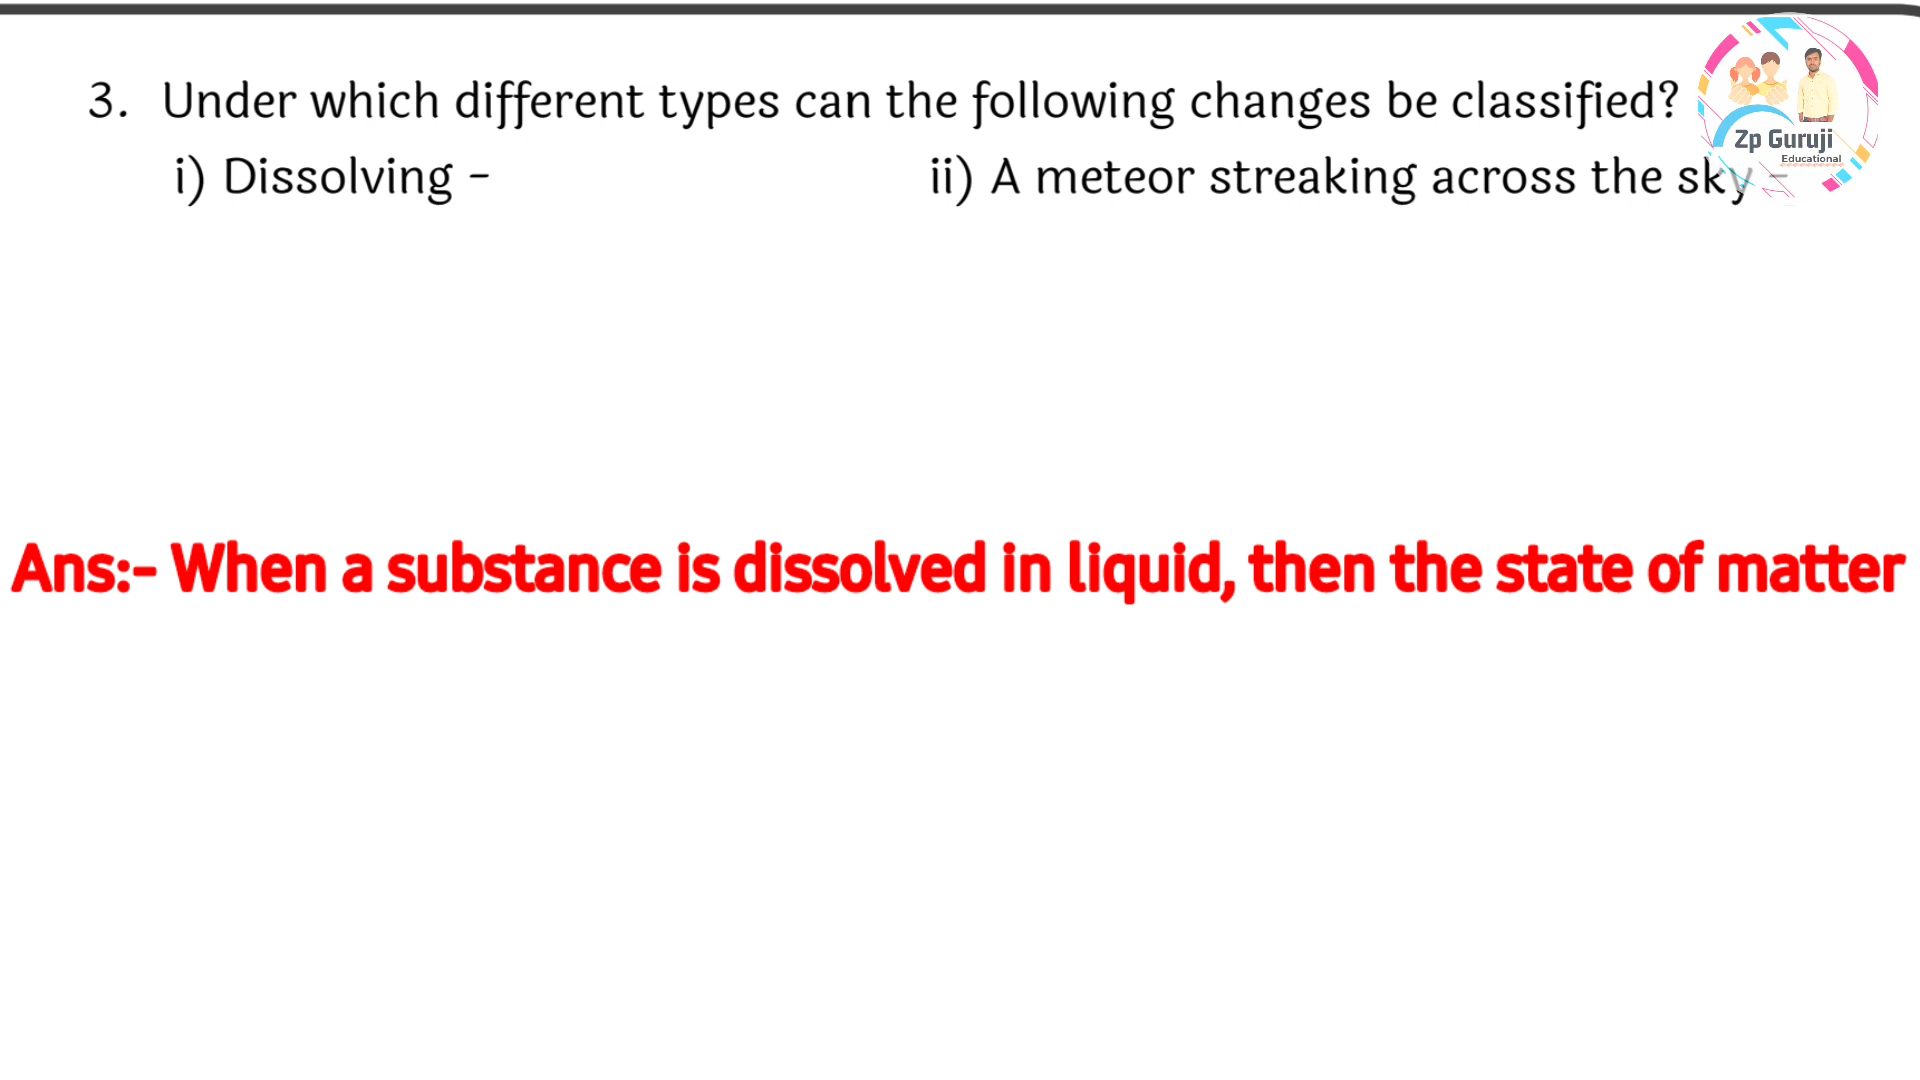 3. Under which different types can the following changes be classified?
i) Dissolving - ii) A meteor streaking across the sky -
Zp Guruji
Educational
Ans:- When a substance is dissolved in liquid, then the state of matter